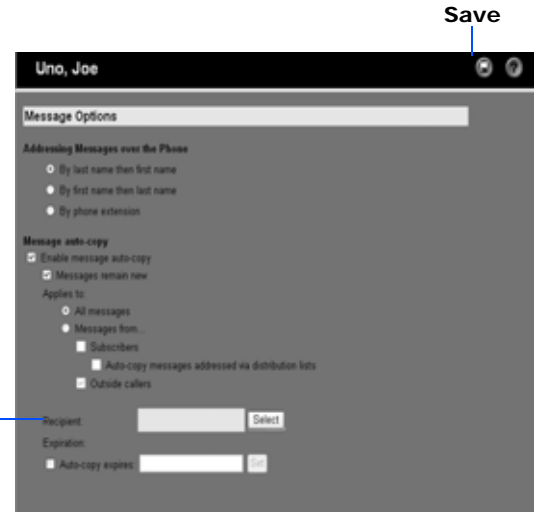 Save
Uno, Joe
?
Message Options
Addressing Messages over the Phone
By last name then first name
By first name then last name
By phone extension
Message auto-copy
Enable message auto-copy
Messages remain new
Applies to:
All messages
Messages from...
Subscribers
Auto-copy messages addressed via distribution lists
Outside callers
Recipient: Select
Expiration:
Auto-copy expires: Set